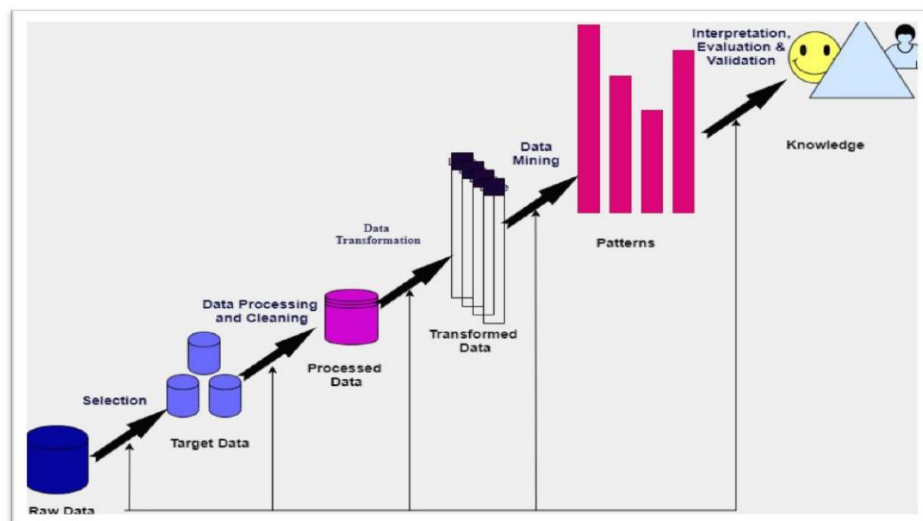 Interpretation,
Evaluation &
Validation
Knowledge
Data
Mining
Patterns
Data
Transformation
Transformed
Data
Data Processing
and Cleaning
Processed
Data
Selection
Target Data
Raw Data